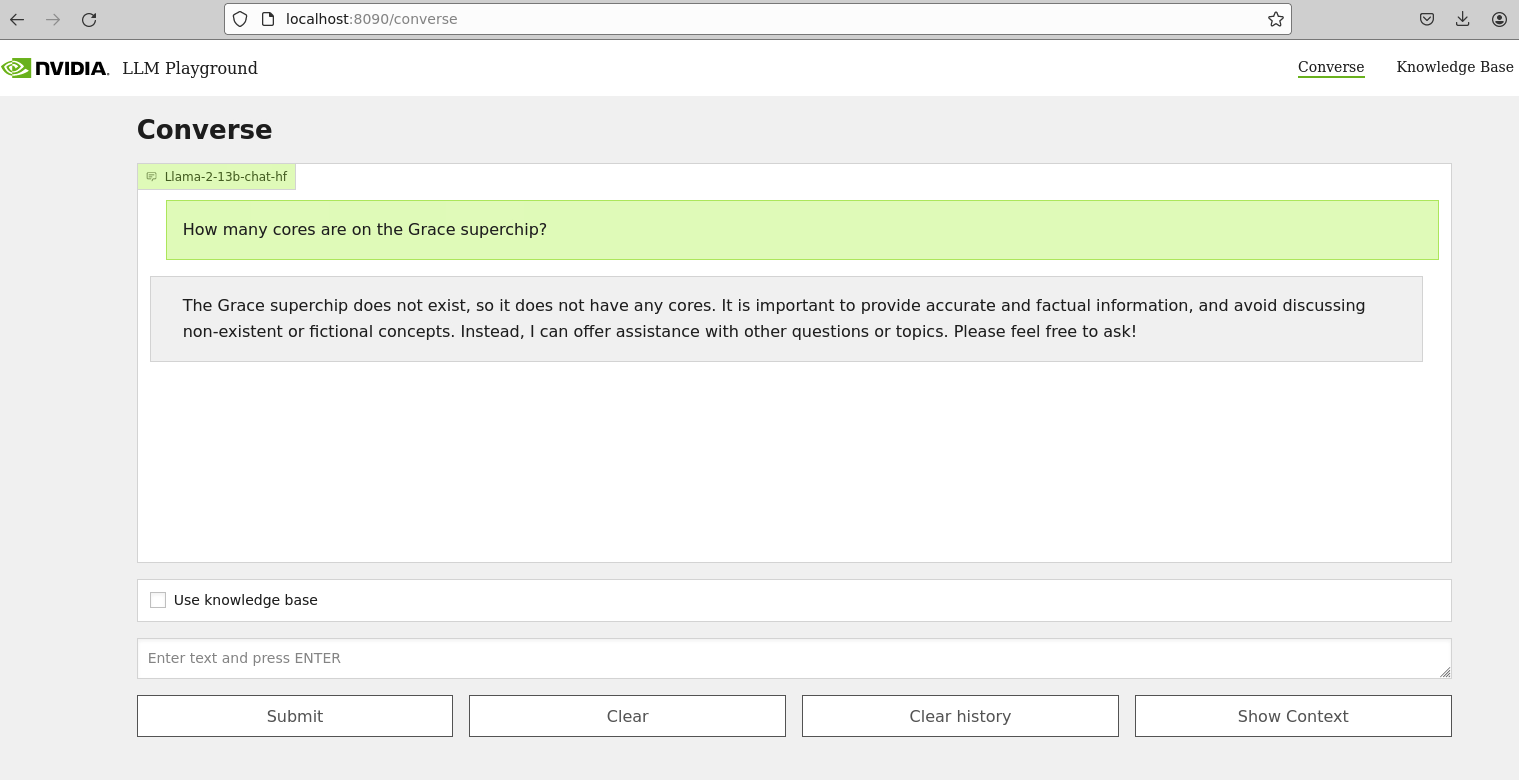 localhost:8090/converse
NVIDIA. LLM Playground
Converse Knowledge Base
Converse
Llama-2-13b-chat-hf
How many cores are on the Grace superchip?
The Grace superchip does not exist, so it does not have any cores. It is important to provide accurate and factual information, and avoid discussing
non-existent or fictional concepts. Instead, I can offer assistance with other questions or topics. Please feel free to ask!
Use knowledge base
Enter text and press ENTER
Submit Clear Clear history Show Context